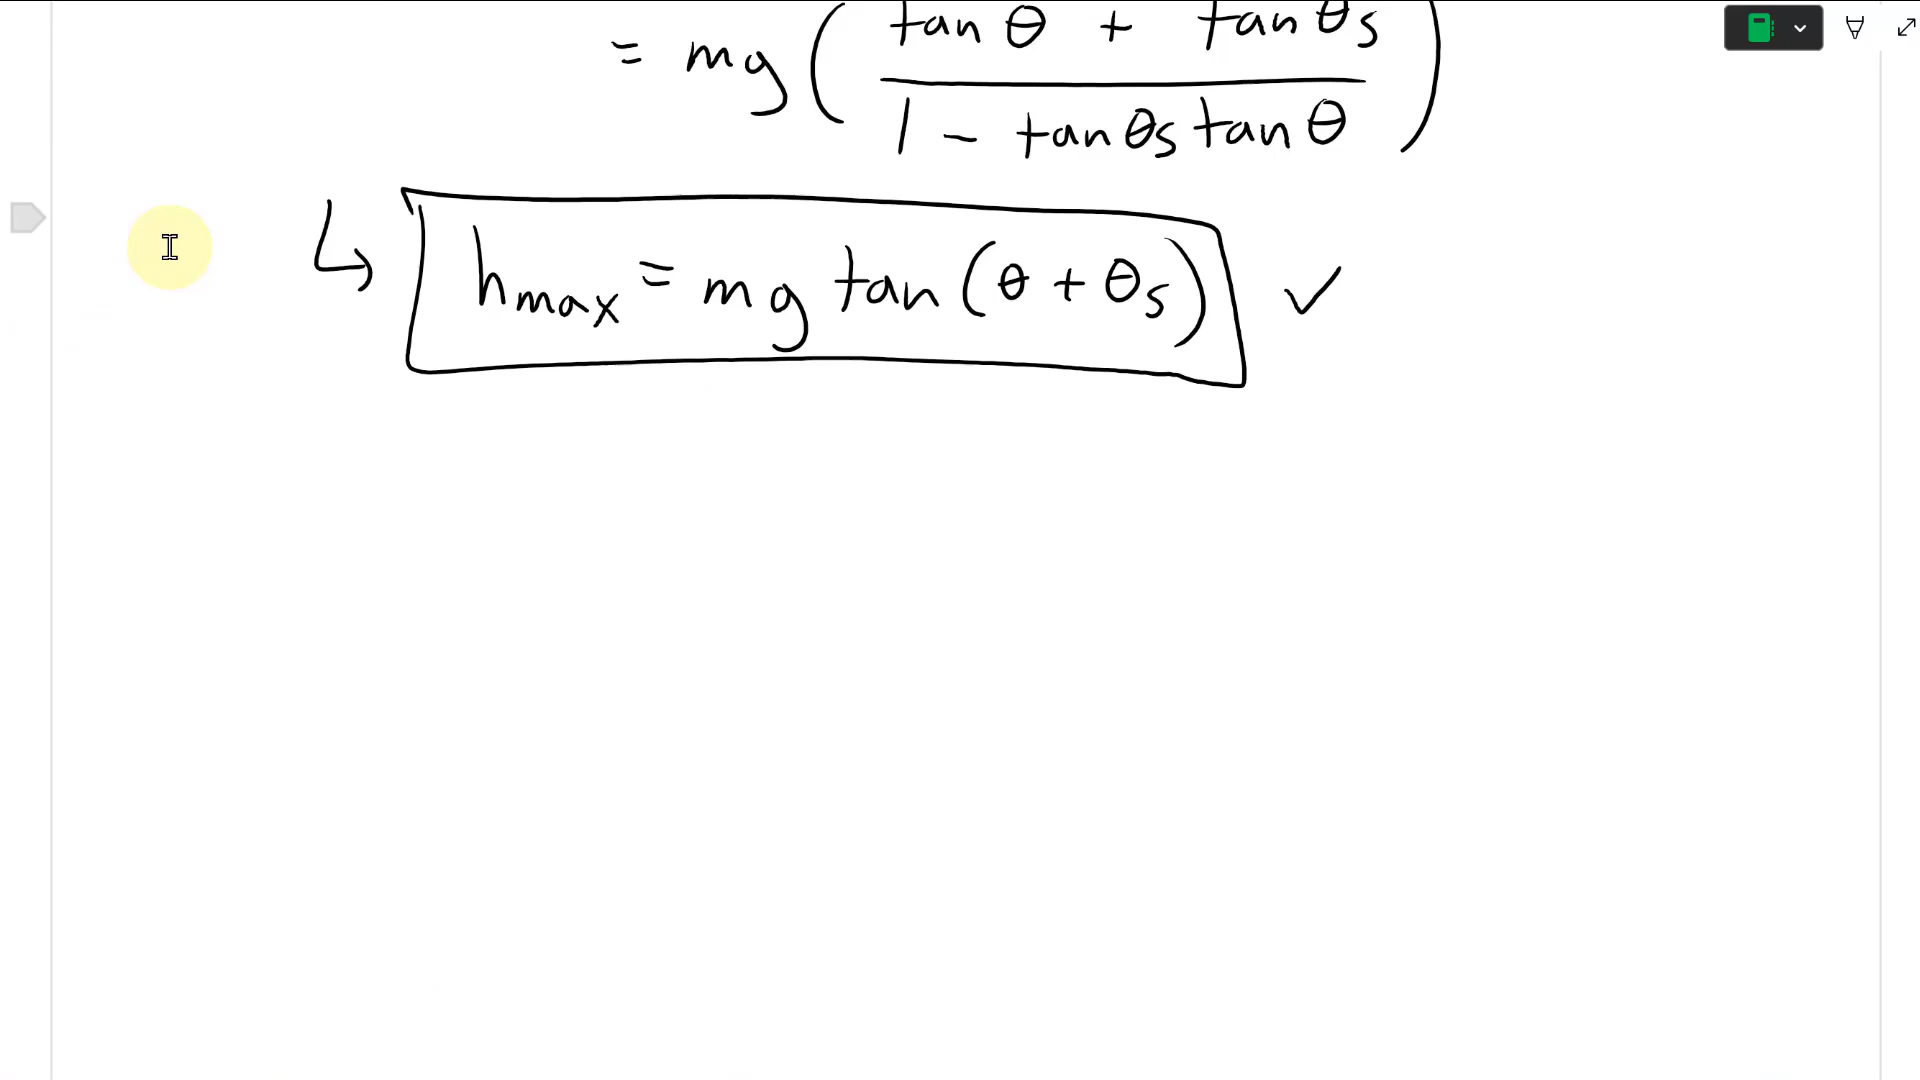 = mg ( (tan θ + tan θs) / (1 - tan θs tan θ) )
↳ hmax = mg tan (θ + θs) ✓